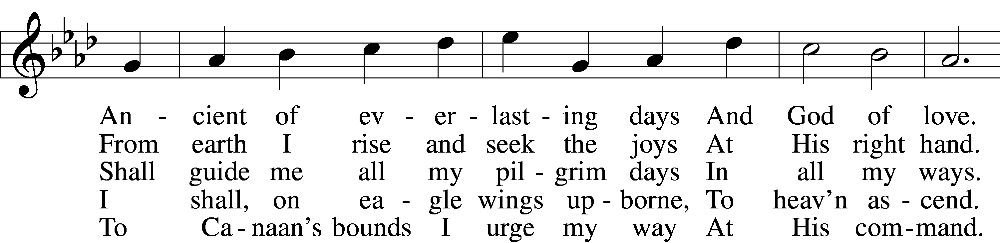 An - cient of ev - er - last - ing days And God of love.
From earth I rise and seek the joys At His right hand.
Shall guide me all my pil - grim days In all my ways.
I shall, on ea - gle wings up - borne, To heav’n as - cend.
To Ca - naan’s bounds I urge my way At His com - mand.